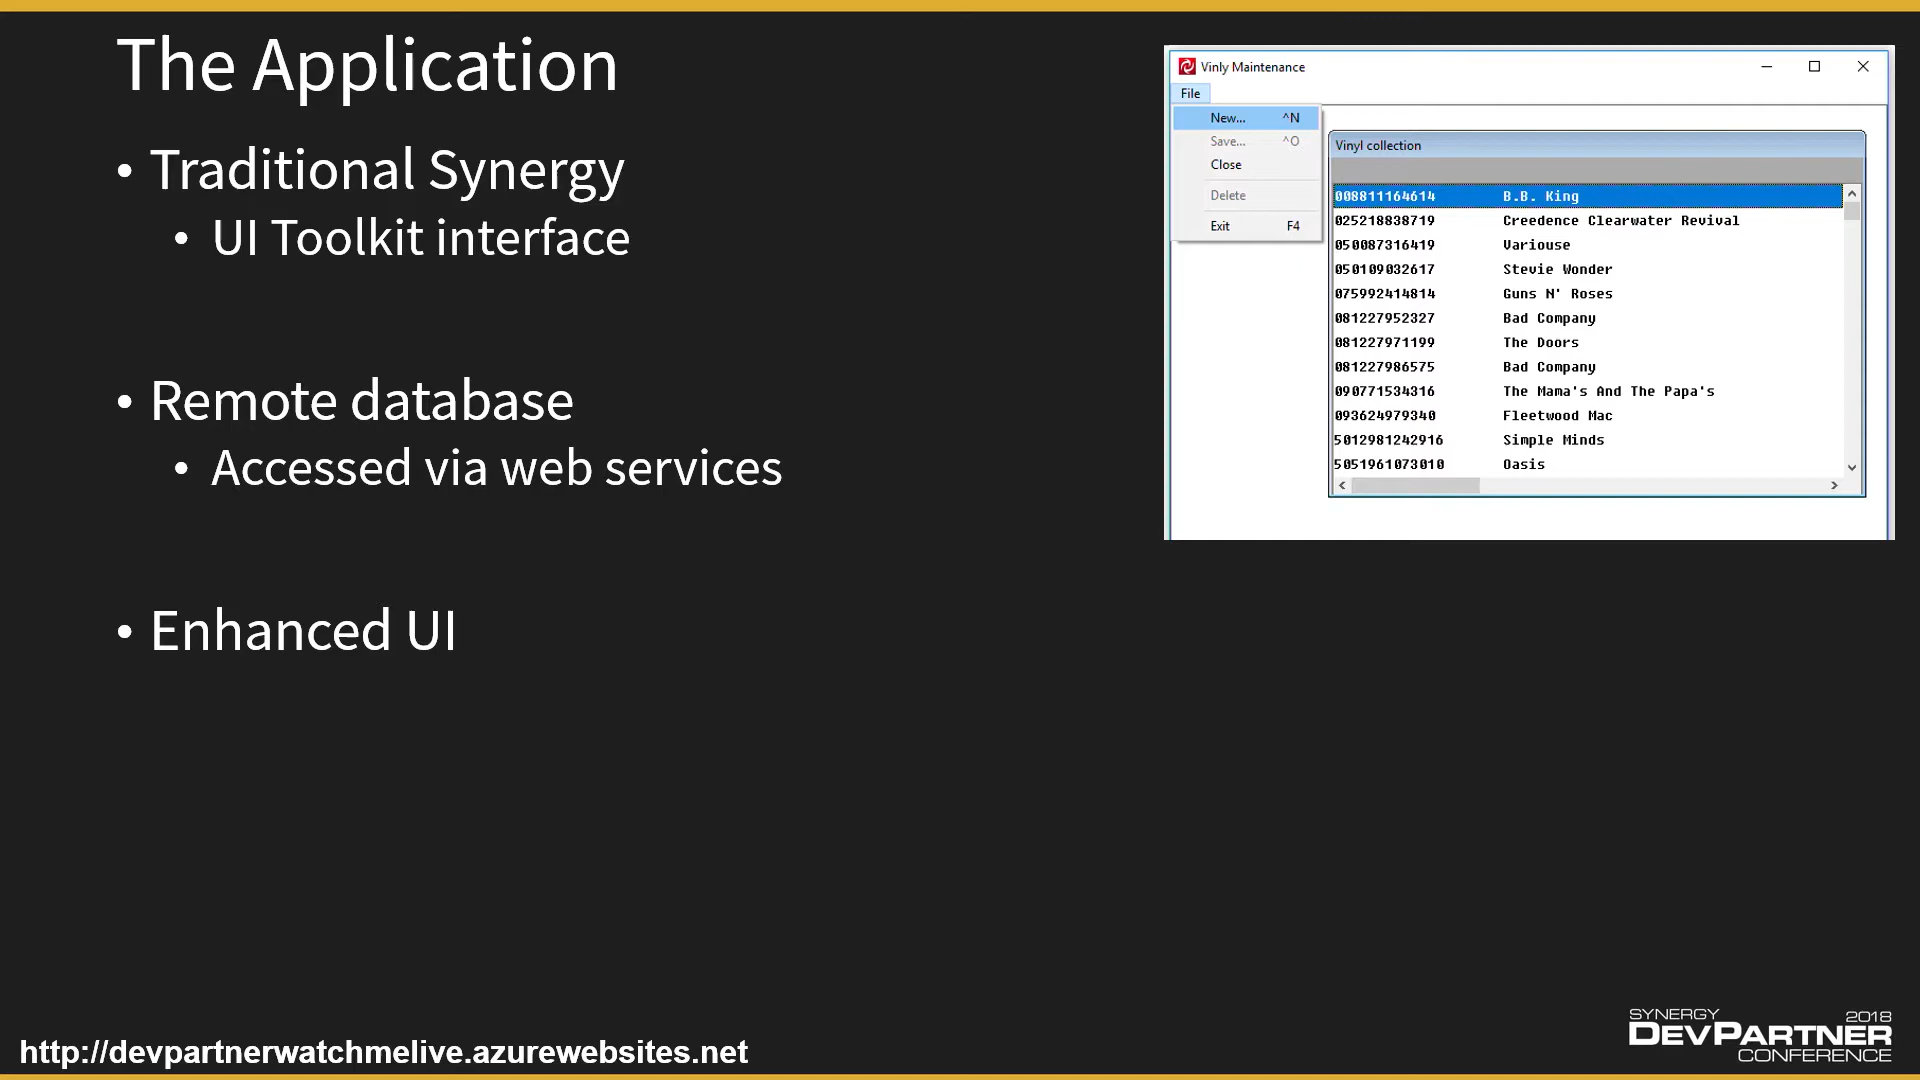 The Application
• Traditional Synergy
• UI Toolkit interface
• Remote database
• Accessed via web services
• Enhanced UI
Vinly Maintenance
File
New... ^N
Save... ^O
Close
Delete
Exit F4
Vinyl collection
008811164614 B.B. King
025218838719 Creedence Clearwater Revival
050087316419 Variouse
050109032617 Stevie Wonder
075992414814 Guns N' Roses
081227952327 Bad Company
081227971199 The Doors
081227986575 Bad Company
090771534316 The Mama's And The Papa's
093624979340 Fleetwood Mac
5012981242916 Simple Minds
5051961073010 Oasis
http://devpartnerwatchmelive.azurewebsites.net
SYNERGY 2018
DEVPARTNER
CONFERENCE